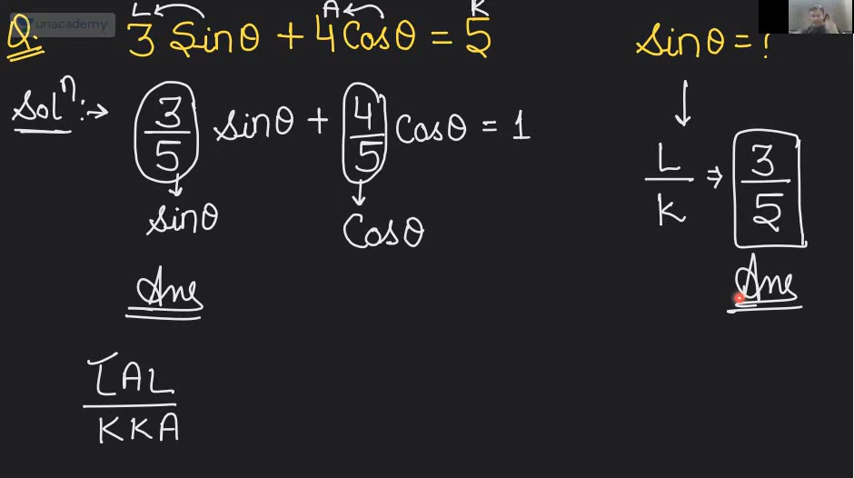 unacademy
L A K
Q. 3 Sinθ + 4 Cosθ = 5 sinθ = ?
Solⁿ :→ 3/5 sinθ + 4/5 Cosθ = 1
sinθ Cosθ
L/K ⇒ 3/5
Ans
Ans
LAL
KKA